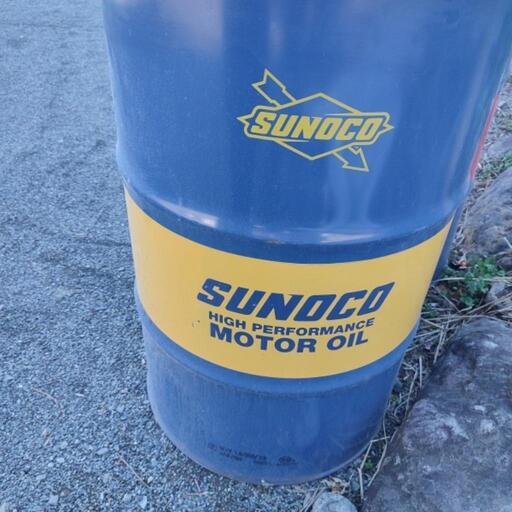 SUNOCO
SUNOCO
HIGH PERFORMANCE
MOTOR OIL